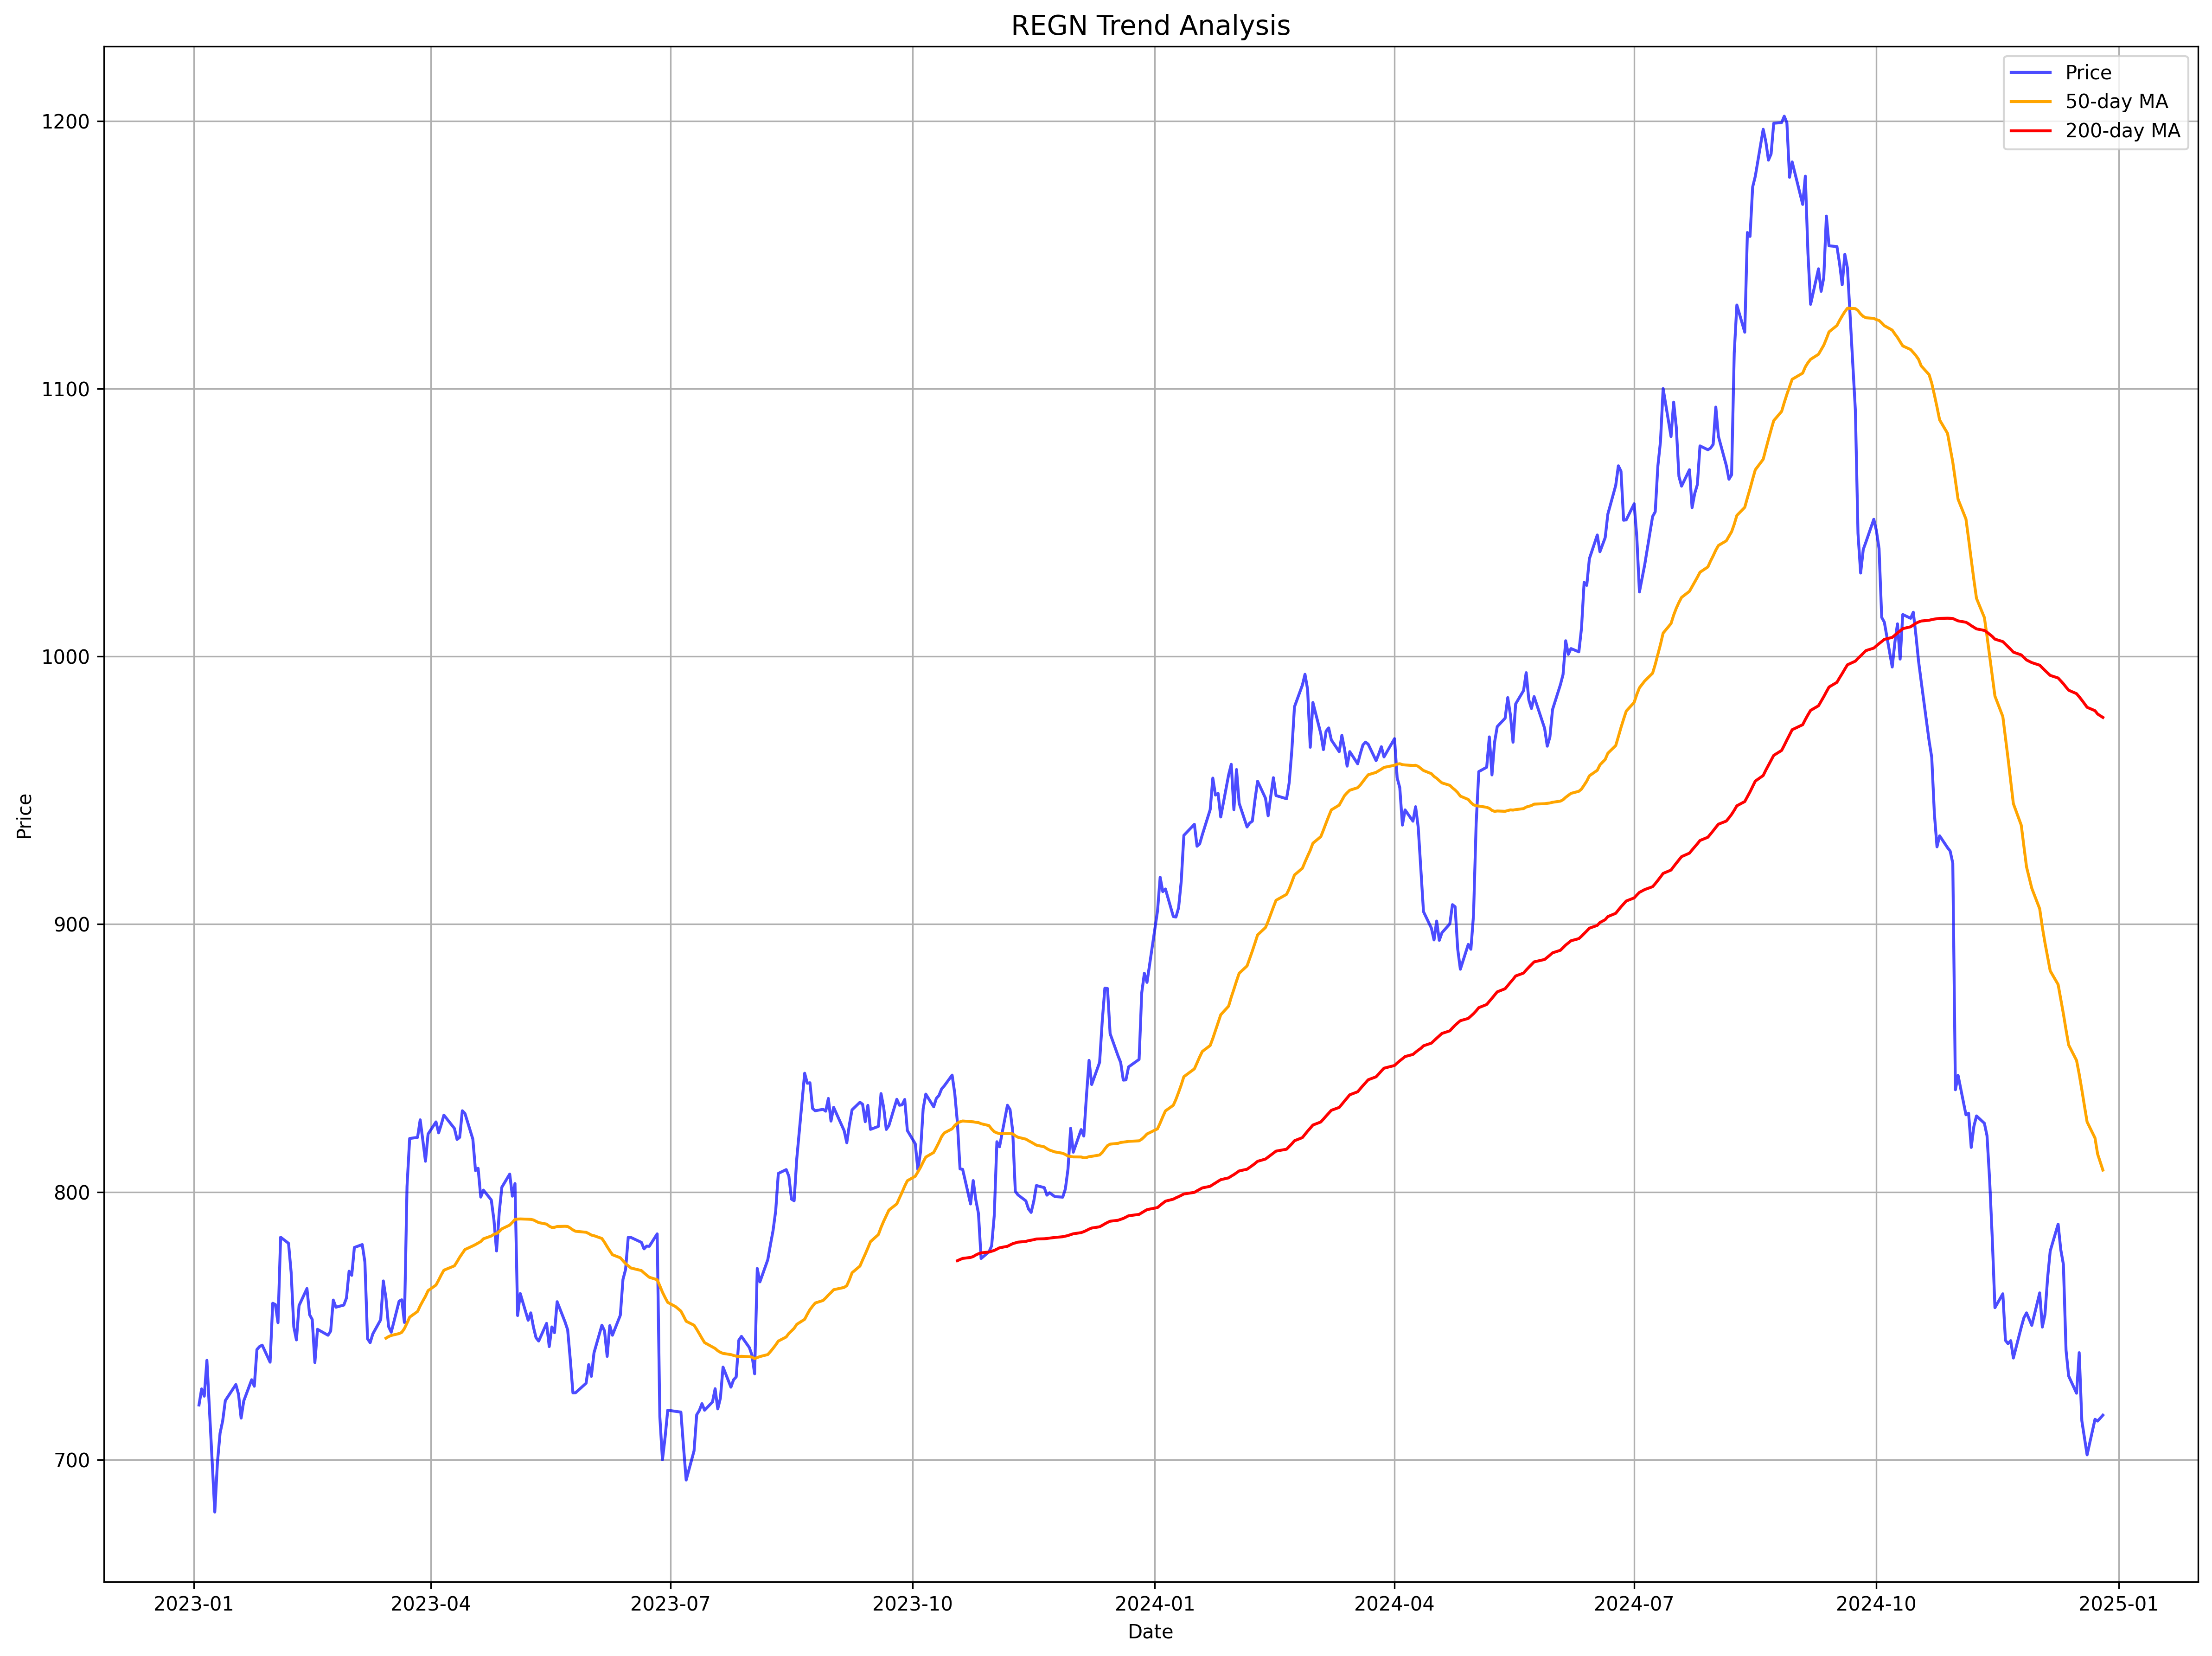 REGN Trend Analysis
Price
50-day MA
200-day MA
1200
1100
1000
900
800
700
Price
2023-01
2023-04
2023-07
2023-10
2024-01
2024-04
2024-07
2024-10
2025-01
Date